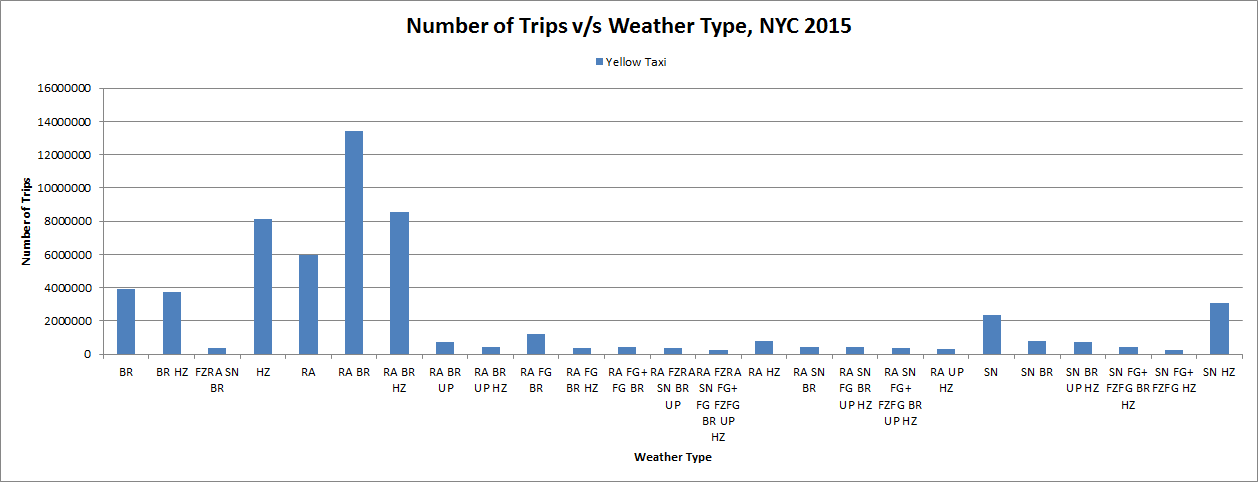 Number of Trips v/s Weather Type, NYC 2015
Yellow Taxi
Number of Trips
16000000
14000000
12000000
10000000
8000000
6000000
4000000
2000000
0
BR
BR HZ
FZRA SN
BR
HZ
RA
RA BR
RA BR
HZ
RA BR
UP
RA BR
UP HZ
RA FG
BR
RA FG
BR HZ
RA FG+
FG BR
RA FZRA
SN BR
UP
RA FZRA
SN FG+
FG FZFG
BR UP
HZ
RA HZ
RA SN
BR
RA SN
FG BR
UP HZ
RA SN
FG+
FZFG BR
UP HZ
RA UP
HZ
SN
SN BR
SN BR
UP HZ
SN FG+
FZFG BR
HZ
SN FG+
FZFG HZ
SN HZ
Weather Type